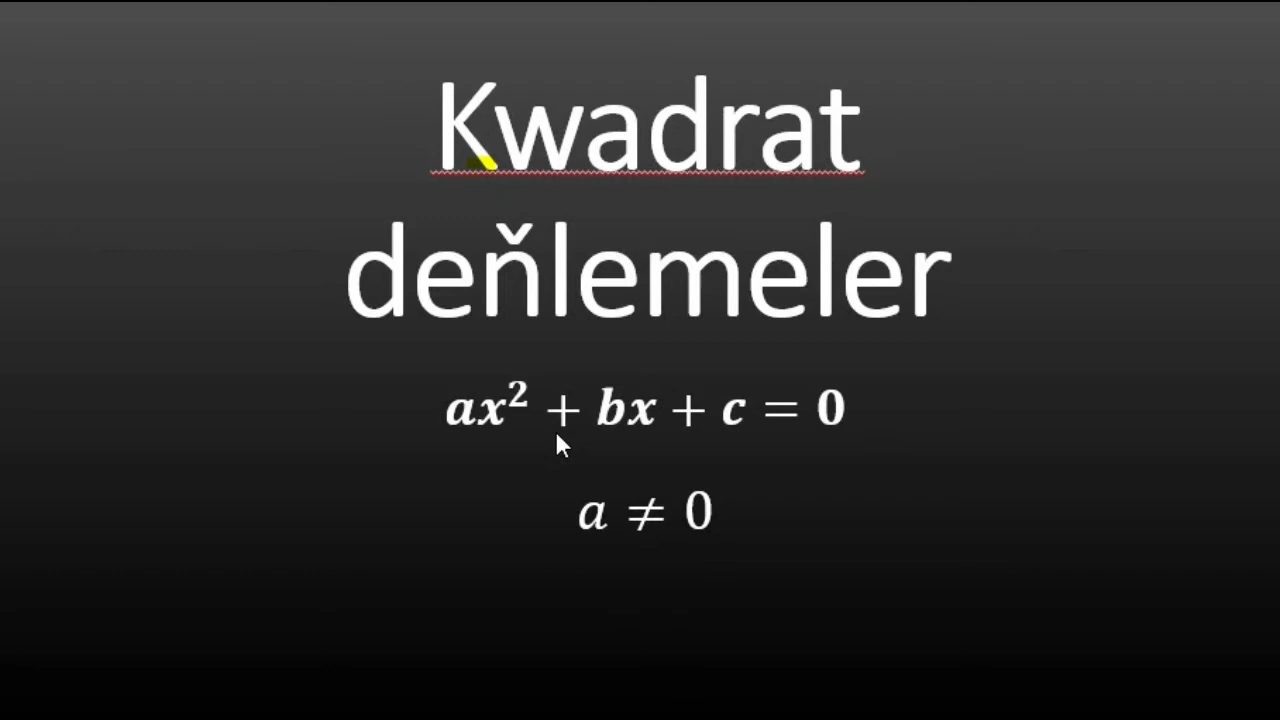 Kwadrat
deňlemeler
ax² + bx + c = 0
a ≠ 0